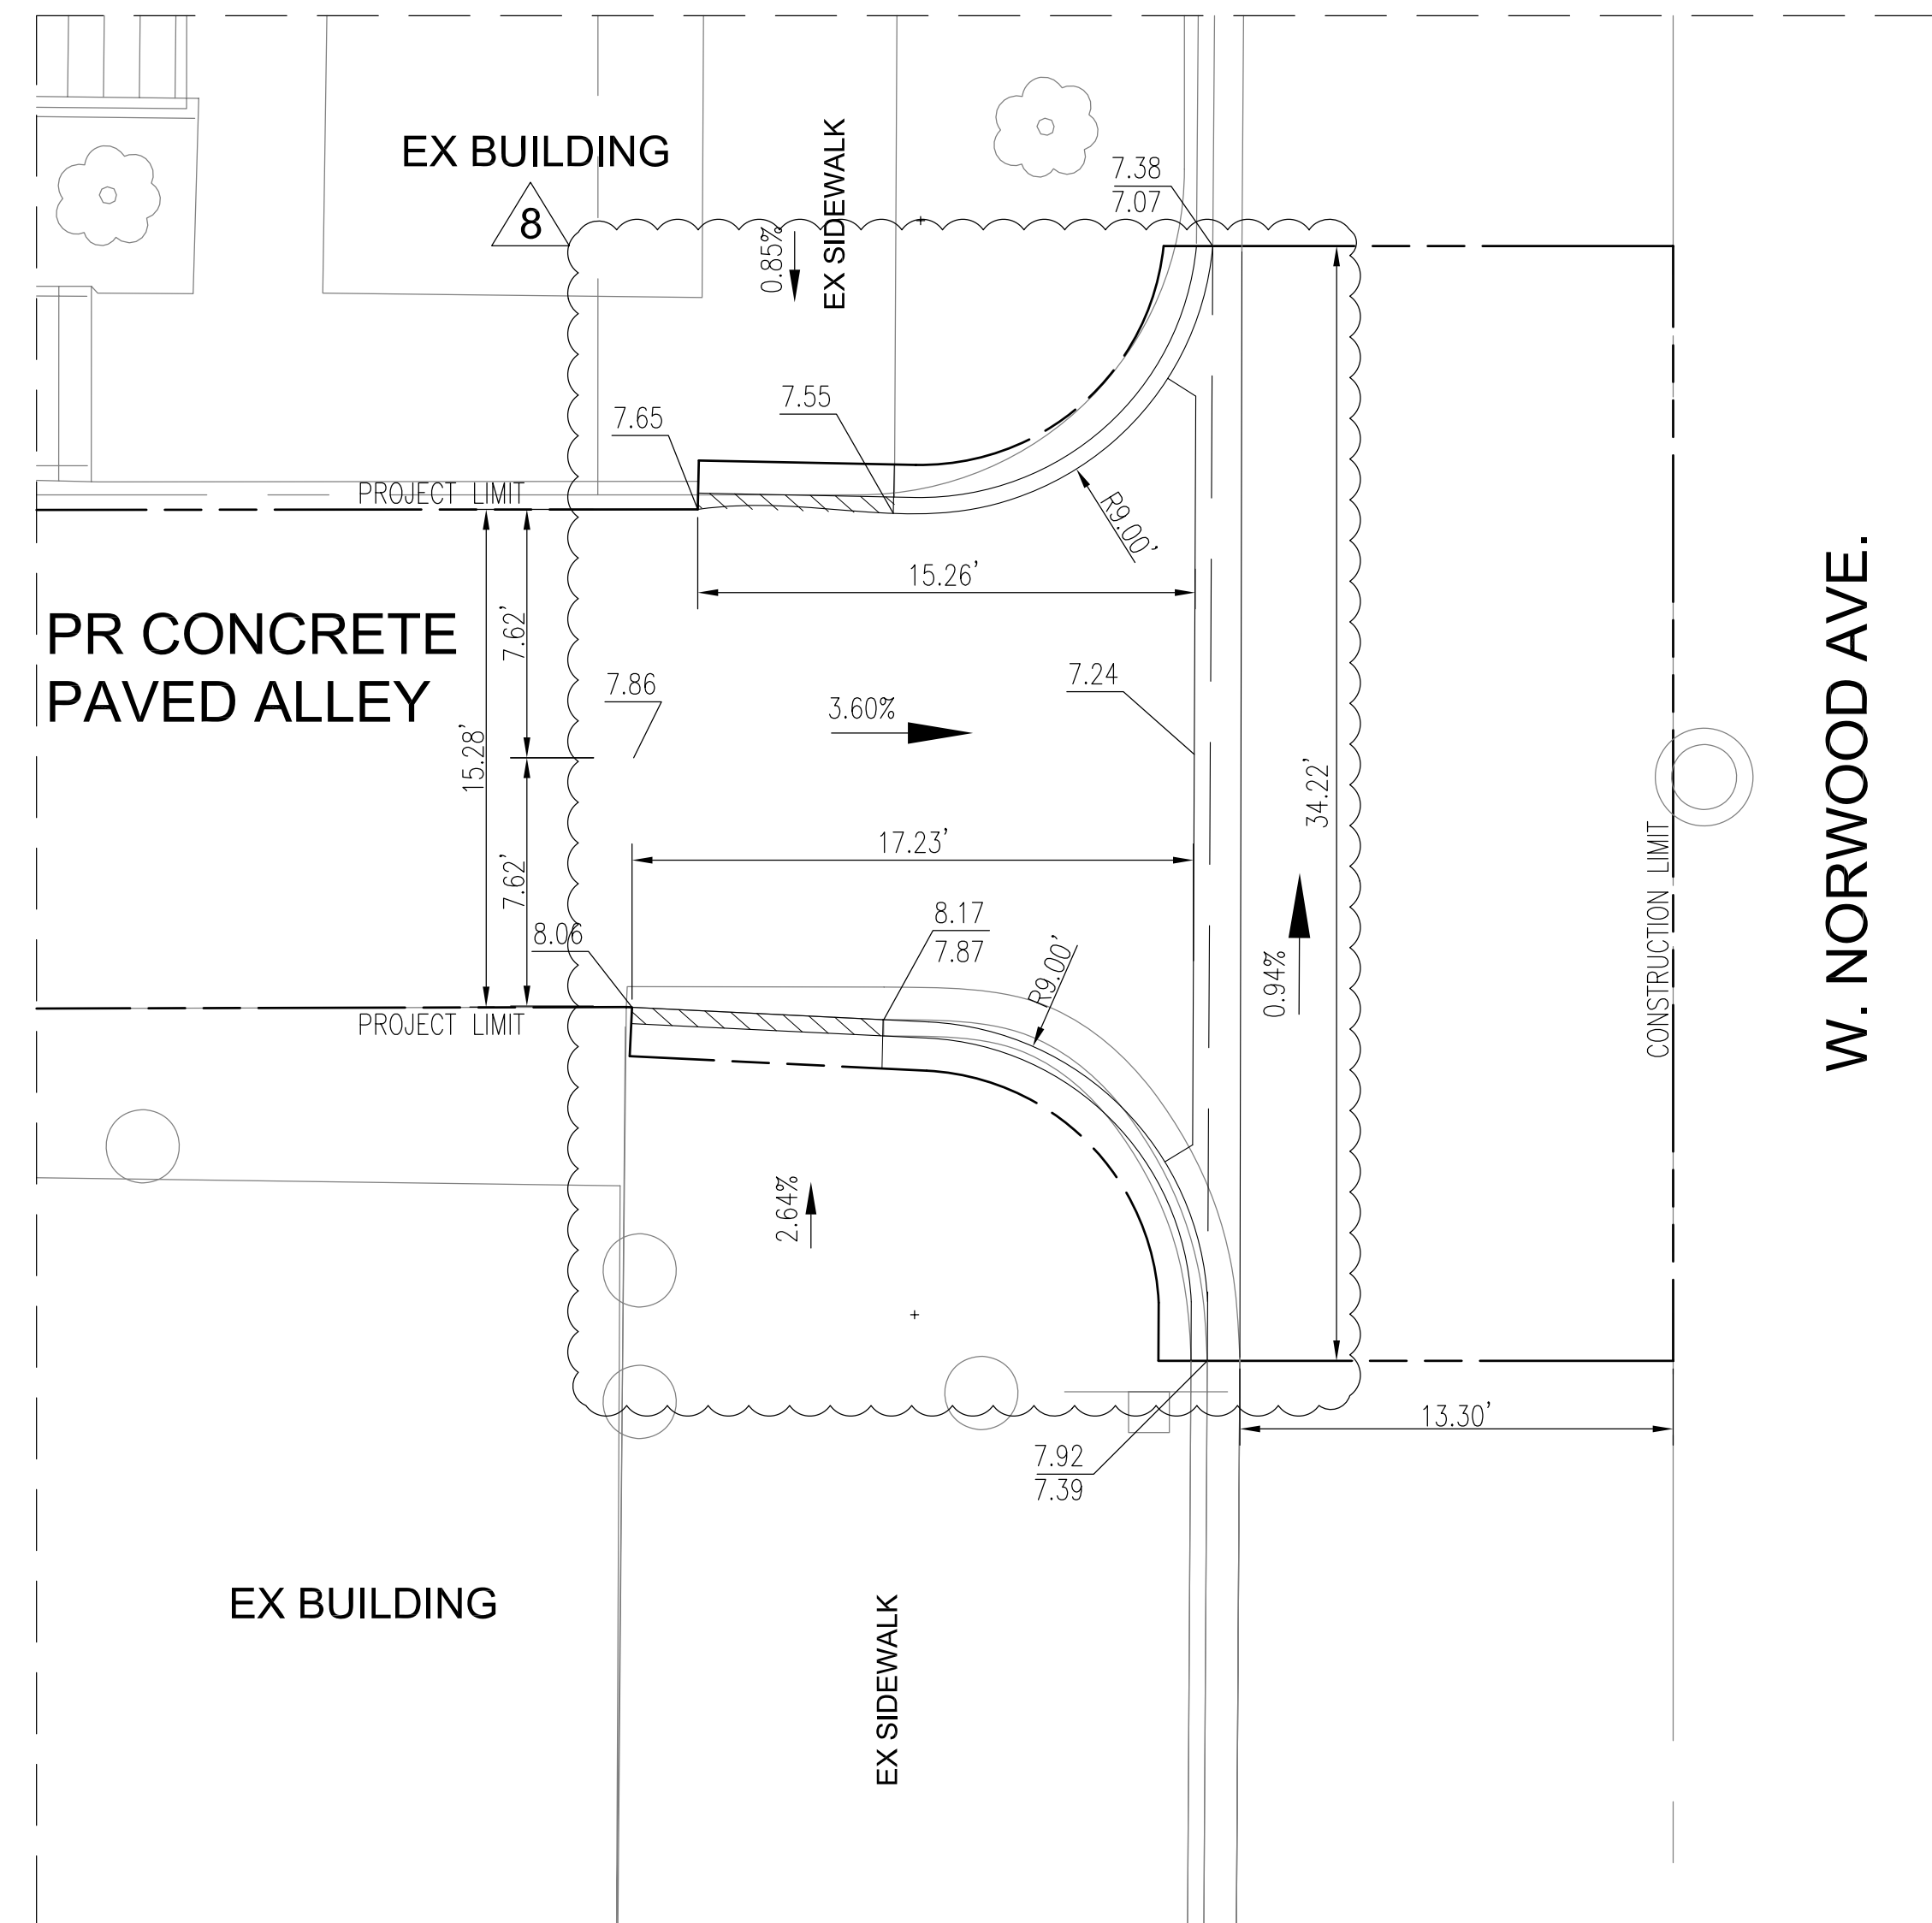 EX BUILDING
8
EX SIDEWALK
0.85%
7.38
7.07
7.55
7.65
PROJECT LIMIT
R9.00'
15.26'
PR CONCRETE
PAVED ALLEY
7.62'
15.28'
7.86
3.60%
7.24
34.22'
W. NORWOOD AVE.
17.23'
7.62'
8.06
8.17
7.87
R9.00'
0.94%
CONSTRUCTION LIMIT
PROJECT LIMIT
2.64%
13.30'
7.92
7.39
EX BUILDING
EX SIDEWALK